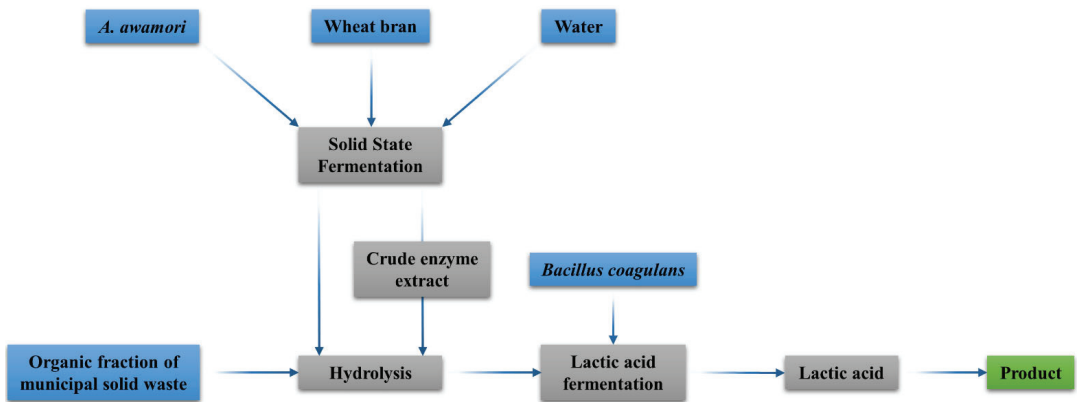 A. awamori
Wheat bran
Water
Solid State
Fermentation
Crude enzyme
extract
Bacillus coagulans
Organic fraction of
municipal solid waste
Hydrolysis
Lactic acid
fermentation
Lactic acid
Product